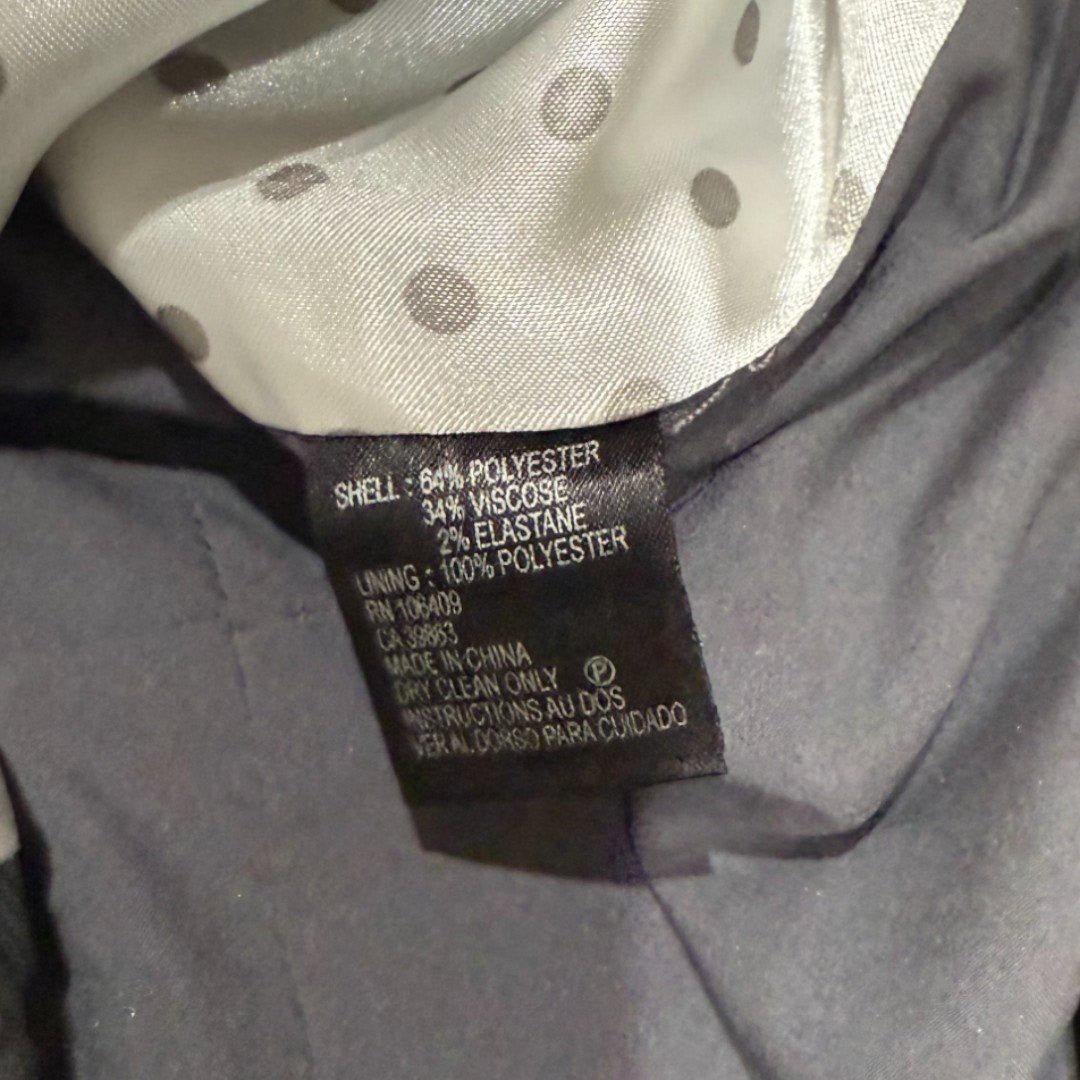 SHELL : 64% POLYESTER
34% VISCOSE
2% ELASTANE
LINING : 100% POLYESTER
RN 106409
CA 39883
MADE IN CHINA
DRY CLEAN ONLY Ⓟ
INSTRUCTIONS AU DOS
VER AL DORSO PARA CUIDADO